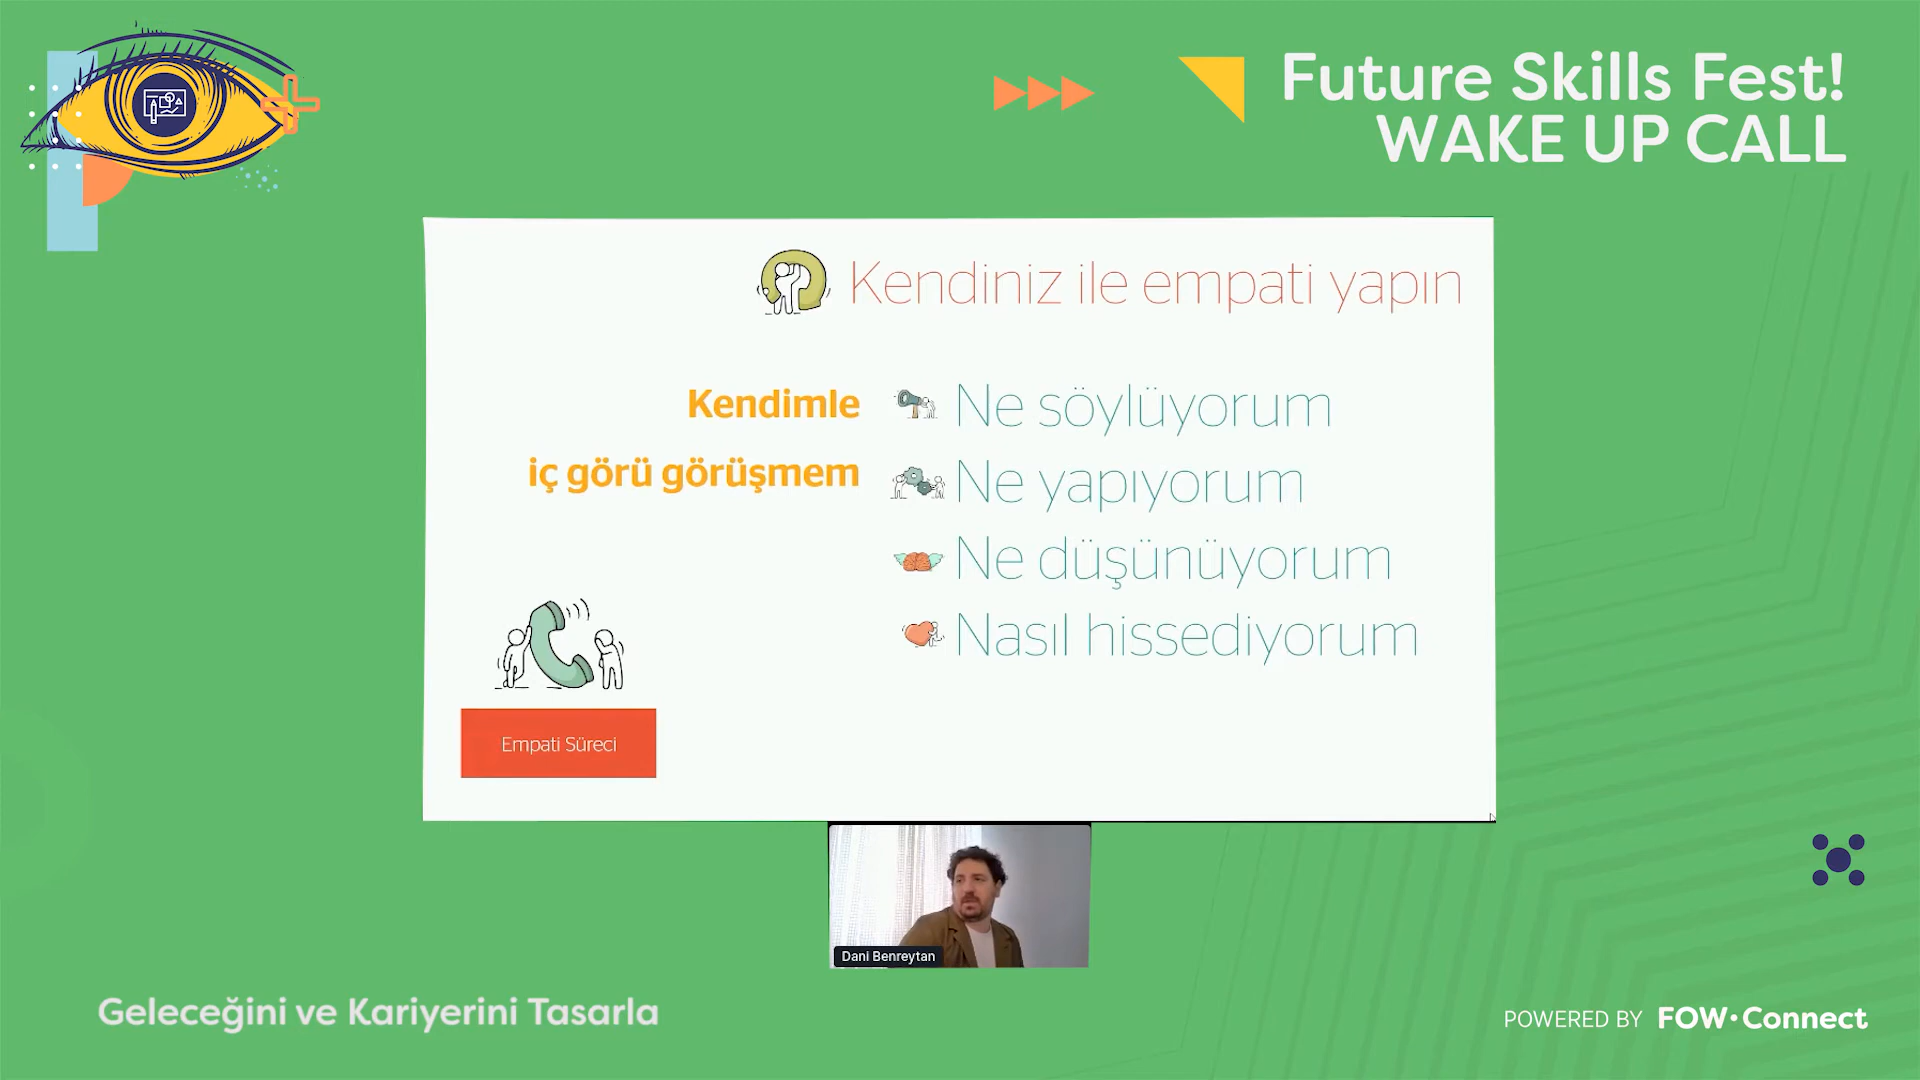 Future Skills Fest!
WAKE UP CALL
Kendiniz ile empati yapın
Kendimle
iç görü görüşmem
Ne söylüyorum
Ne yapıyorum
Ne düşünüyorum
Nasıl hissediyorum
Empati Süreci
Dani Benreytan
Geleceğini ve Kariyerini Tasarla
POWERED BY FOW·Connect